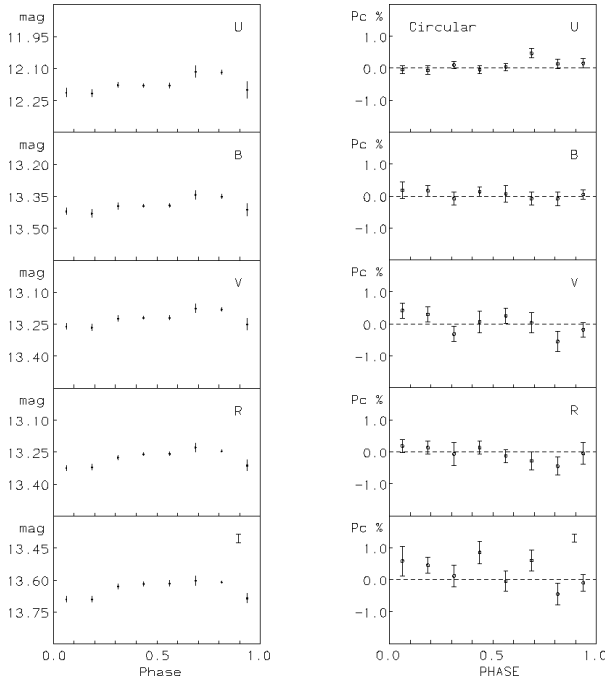 mag
U
11.95
12.10
12.25
mag
B
13.20
13.35
13.50
mag
V
13.10
13.25
13.40
mag
R
13.10
13.25
13.40
mag
I
13.45
13.60
13.75
0.0 0.5 1.0
Phase
Pc %
Circular U
1.0
0.0
-1.0
Pc %
B
1.0
0.0
-1.0
Pc %
V
1.0
0.0
-1.0
Pc %
R
1.0
0.0
-1.0
Pc %
I
1.0
0.0
-1.0
0.0 0.5 1.0
PHASE